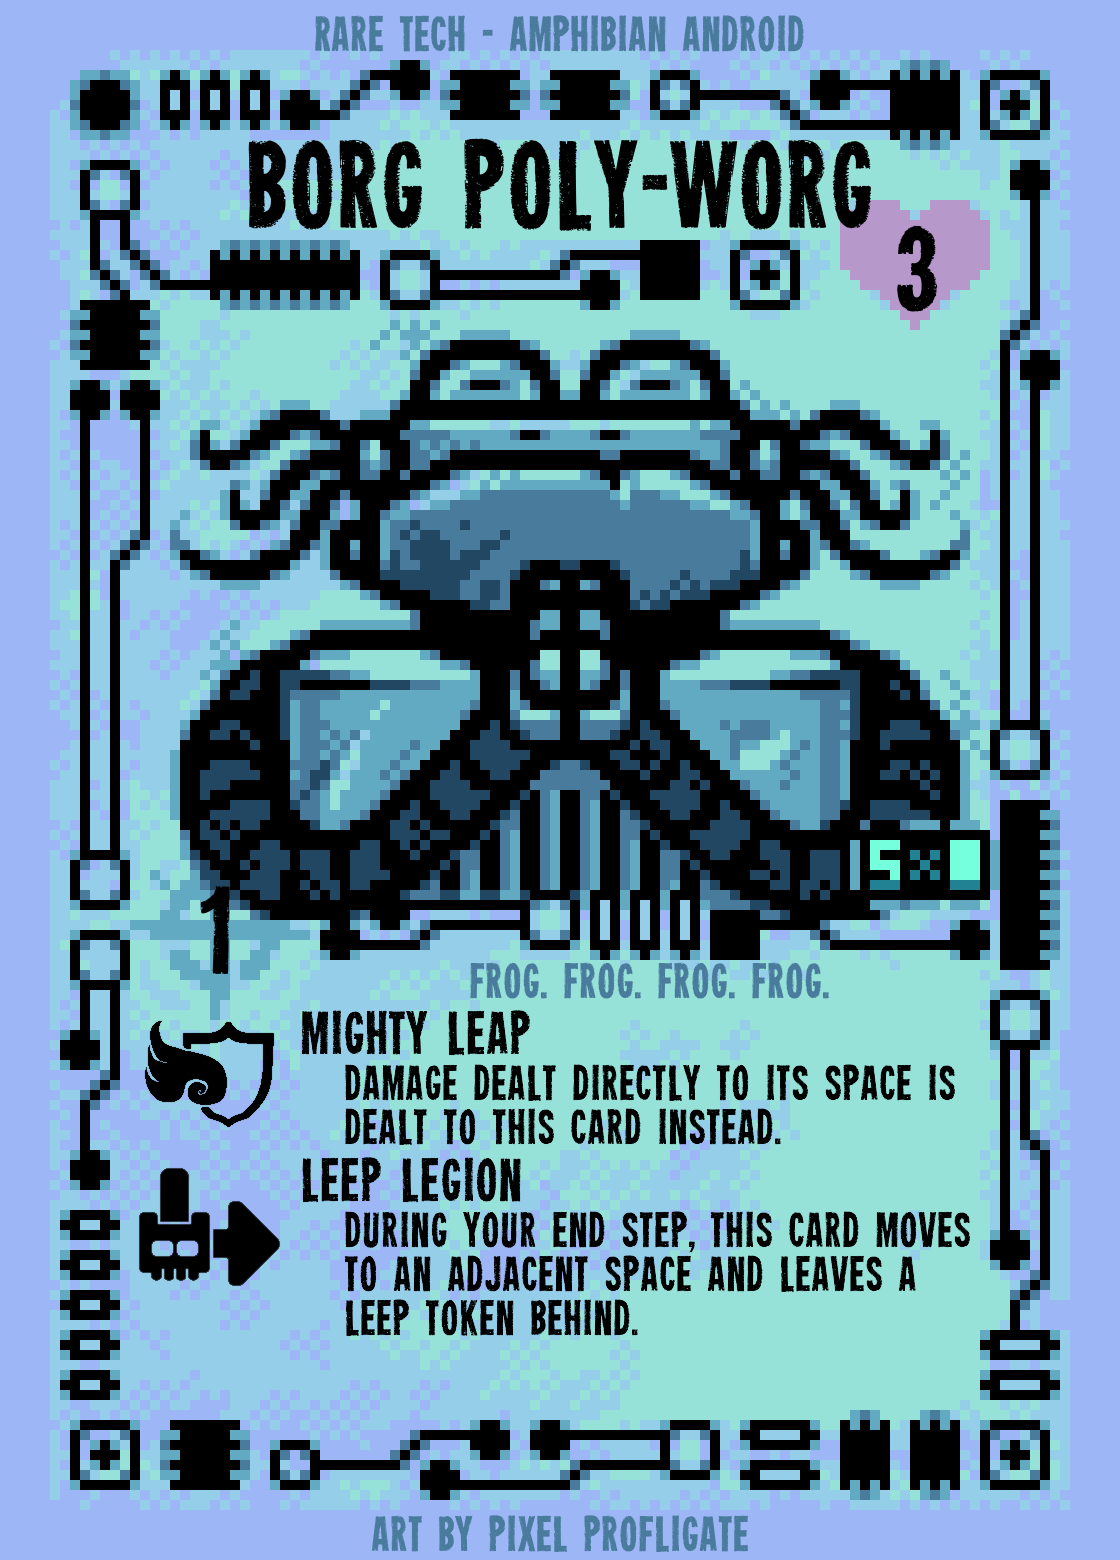 RARE TECH - AMPHIBIAN ANDROID
BORG POLY-WORG
3
5
1
FROG. FROG. FROG. FROG.
MIGHTY LEAP
DAMAGE DEALT DIRECTLY TO ITS SPACE IS
DEALT TO THIS CARD INSTEAD.
LEEP LEGION
DURING YOUR END STEP, THIS CARD MOVES
TO AN ADJACENT SPACE AND LEAVES A
LEEP TOKEN BEHIND.
ART BY PIXEL PROFLIGATE